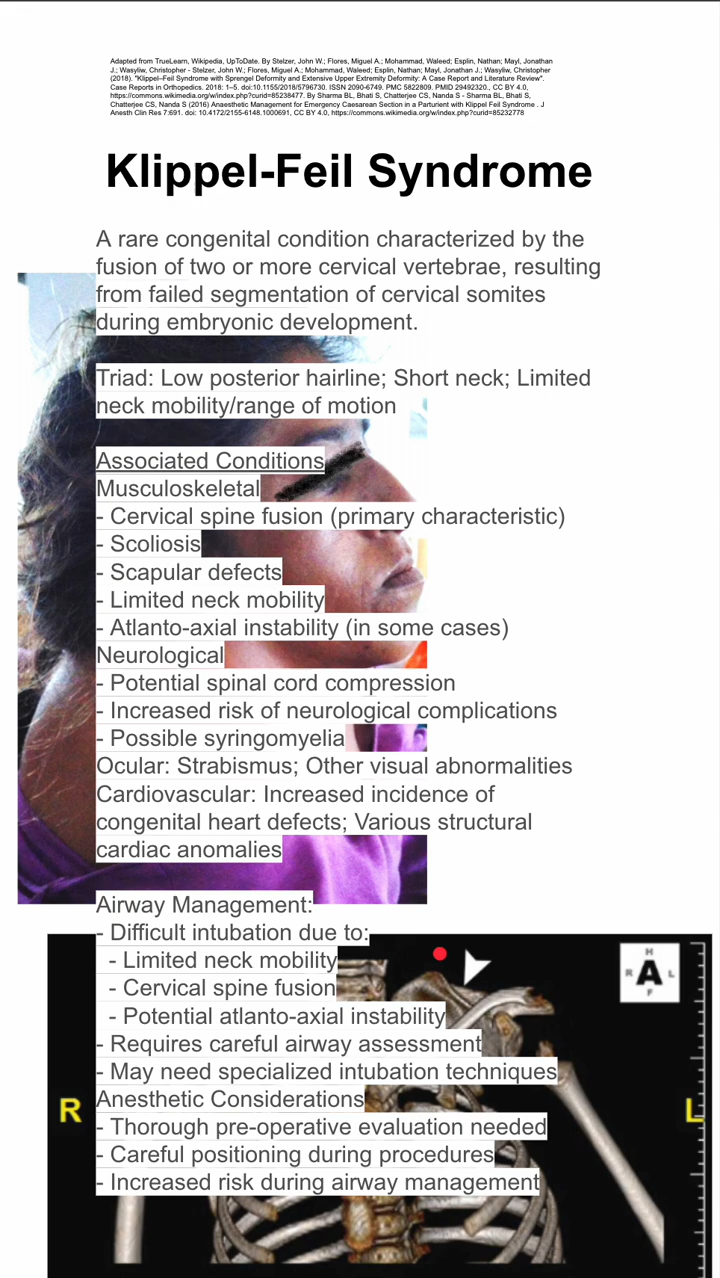 Adapted from TrueLearn, Wikipedia, UpToDate. By Stelzer, John W.; Flores, Miguel A.; Mohammad, Waleed; Esplin, Nathan; Mayl, Jonathan
J.; Wasyliw, Christopher - Stelzer, John W.; Flores, Miguel A.; Mohammad, Waleed; Esplin, Nathan; Mayl, Jonathan J.; Wasyliw, Christopher
(2018). "Klippel–Feil Syndrome with Sprengel Deformity and Extensive Upper Extremity Deformity: A Case Report and Literature Review".
Case Reports in Orthopedics. 2018: 1–5. doi:10.1155/2018/5796730. ISSN 2090-6749. PMC 5822809. PMID 29492320., CC BY 4.0,
https://commons.wikimedia.org/w/index.php?curid=85238477. By Sharma BL, Bhati S, Chatterjee CS, Nanda S - Sharma BL, Bhati S,
Chatterjee CS, Nanda S (2016) Anaesthetic Management for Emergency Caesarean Section in a Parturient with Klippel Feil Syndrome . J
Anesth Clin Res 7:691. doi: 10.4172/2155-6148.1000691, CC BY 4.0, https://commons.wikimedia.org/w/index.php?curid=85232778
Klippel-Feil Syndrome
A rare congenital condition characterized by the
fusion of two or more cervical vertebrae, resulting
from failed segmentation of cervical somites
during embryonic development.
Triad: Low posterior hairline; Short neck; Limited
neck mobility/range of motion
Associated Conditions
Musculoskeletal
- Cervical spine fusion (primary characteristic)
- Scoliosis
- Scapular defects
- Limited neck mobility
- Atlanto-axial instability (in some cases)
Neurological
- Potential spinal cord compression
- Increased risk of neurological complications
- Possible syringomyelia
Ocular: Strabismus; Other visual abnormalities
Cardiovascular: Increased incidence of
congenital heart defects; Various structural
cardiac anomalies
Airway Management:
- Difficult intubation due to:
- Limited neck mobility
- Cervical spine fusion
- Potential atlanto-axial instability
- Requires careful airway assessment
- May need specialized intubation techniques
Anesthetic Considerations
- Thorough pre-operative evaluation needed
- Careful positioning during procedures
- Increased risk during airway management
H
R A L
F
R
L